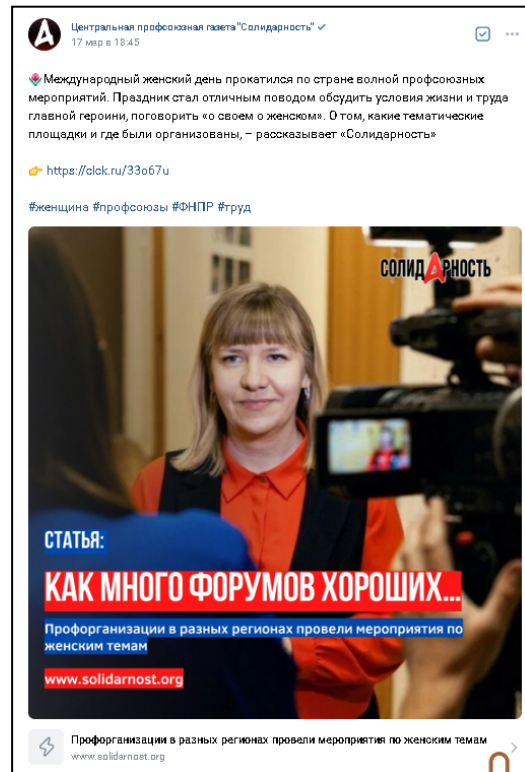 Центральная профсоюзная газета "Солидарность"
17 мар в 18:45
Международный женский день прокатился по стране волной профсоюзных
мероприятий. Праздник стал отличным поводом обсудить условия жизни и труда
главной героини, поговорить «о своем о женском». О том, какие тематические
площадки и где были организованы, – рассказывает «Солидарность»
https://clck.ru/33o67u
#женщина #профсоюзы #ФНПР #труд
СОЛИДАРНОСТЬ
СТАТЬЯ:
КАК МНОГО ФОРУМОВ ХОРОШИХ...
Профорганизации в разных регионах провели мероприятия по
женским темам
www.solidarnost.org
Профорганизации в разных регионах провели мероприятия по женским темам
www.solidarnost.org